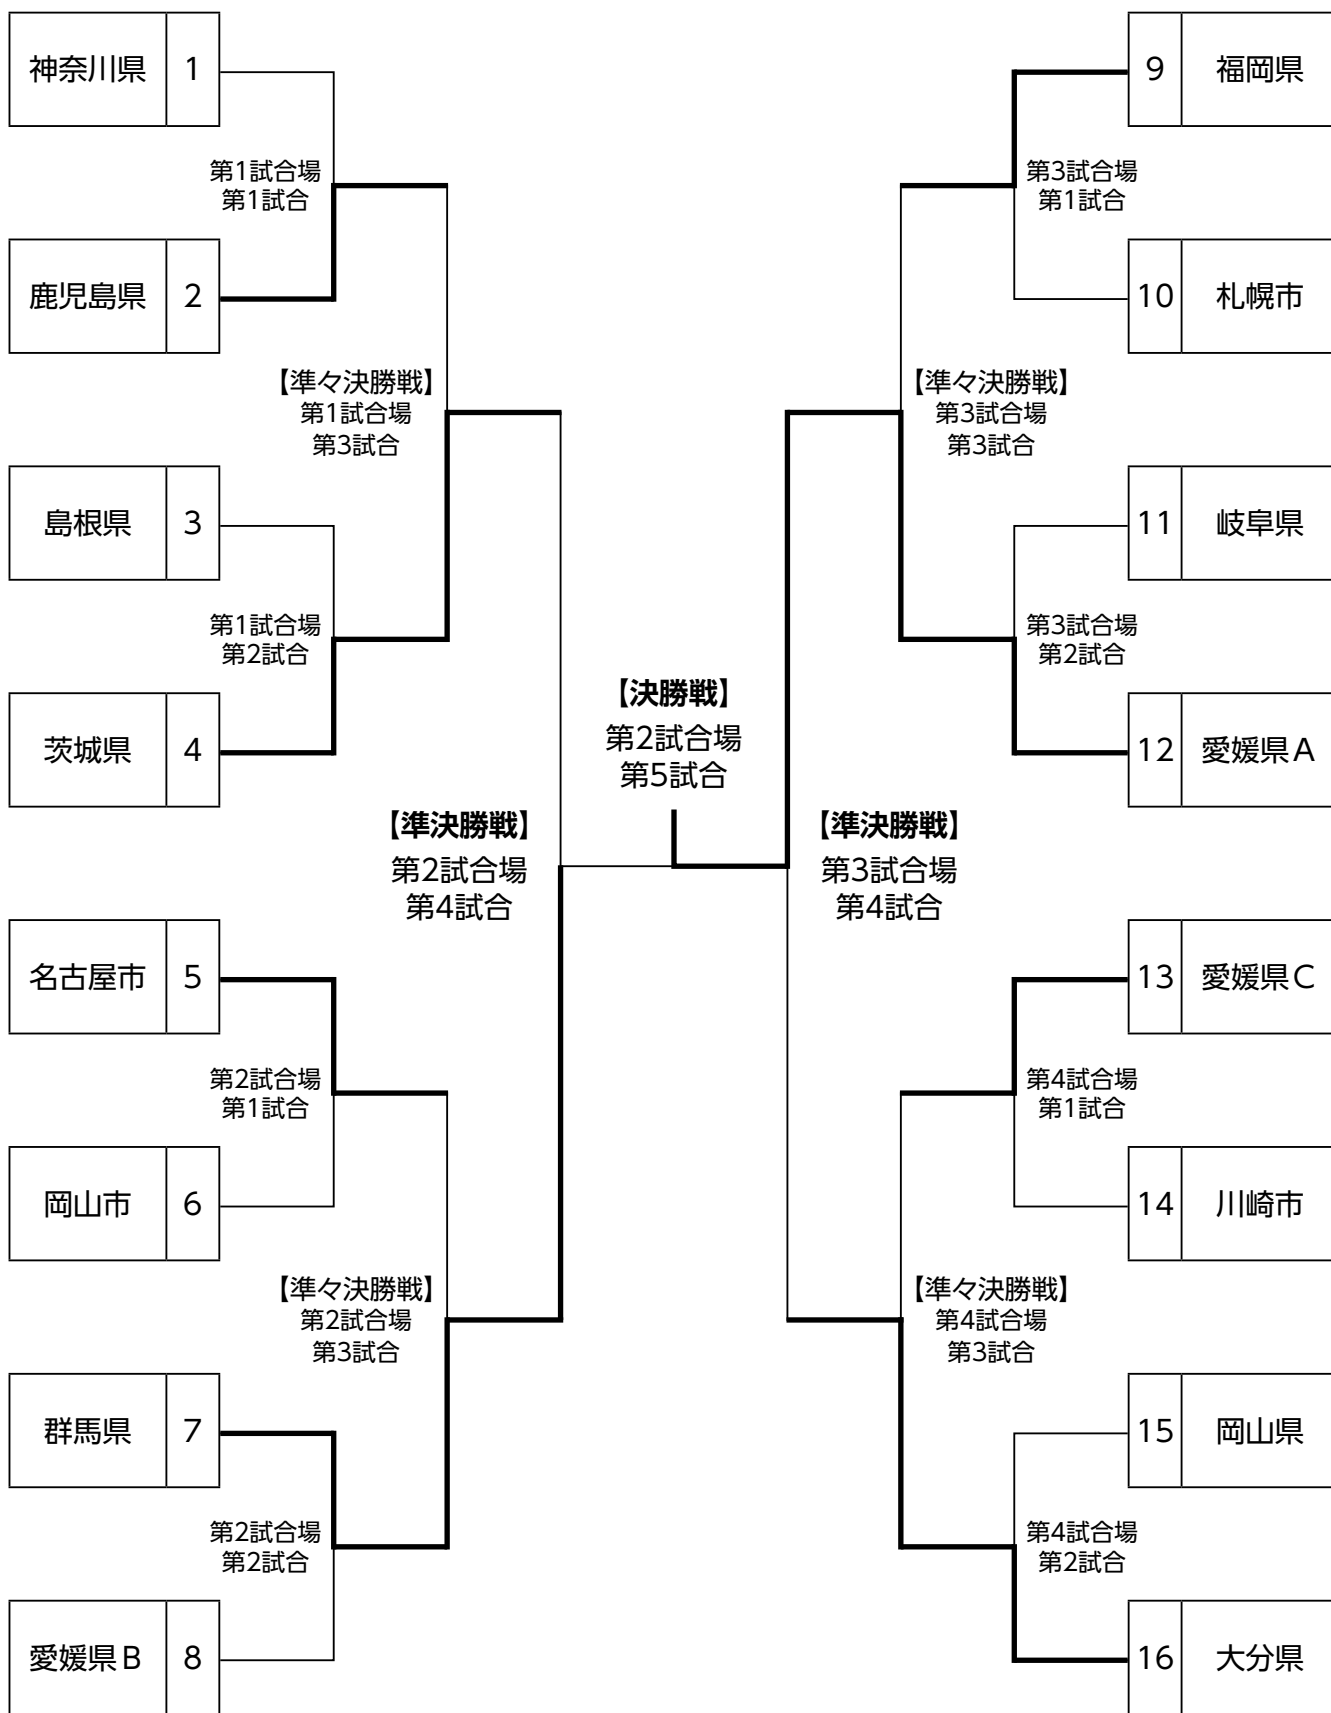 神奈川県 1
第1試合場
第1試合
鹿児島県 2
【準々決勝戦】
第1試合場
第3試合
島根県 3
第1試合場
第2試合
茨城県 4
【準決勝戦】
第2試合場
第4試合
名古屋市 5
第2試合場
第1試合
岡山市 6
【準々決勝戦】
第2試合場
第3試合
群馬県 7
第2試合場
第2試合
愛媛県B 8
【決勝戦】
第2試合場
第5試合
9 福岡県
第3試合場
第1試合
10 札幌市
【準々決勝戦】
第3試合場
第3試合
11 岐阜県
第3試合場
第2試合
12 愛媛県A
【準決勝戦】
第3試合場
第4試合
13 愛媛県C
第4試合場
第1試合
14 川崎市
【準々決勝戦】
第4試合場
第3試合
15 岡山県
第4試合場
第2試合
16 大分県